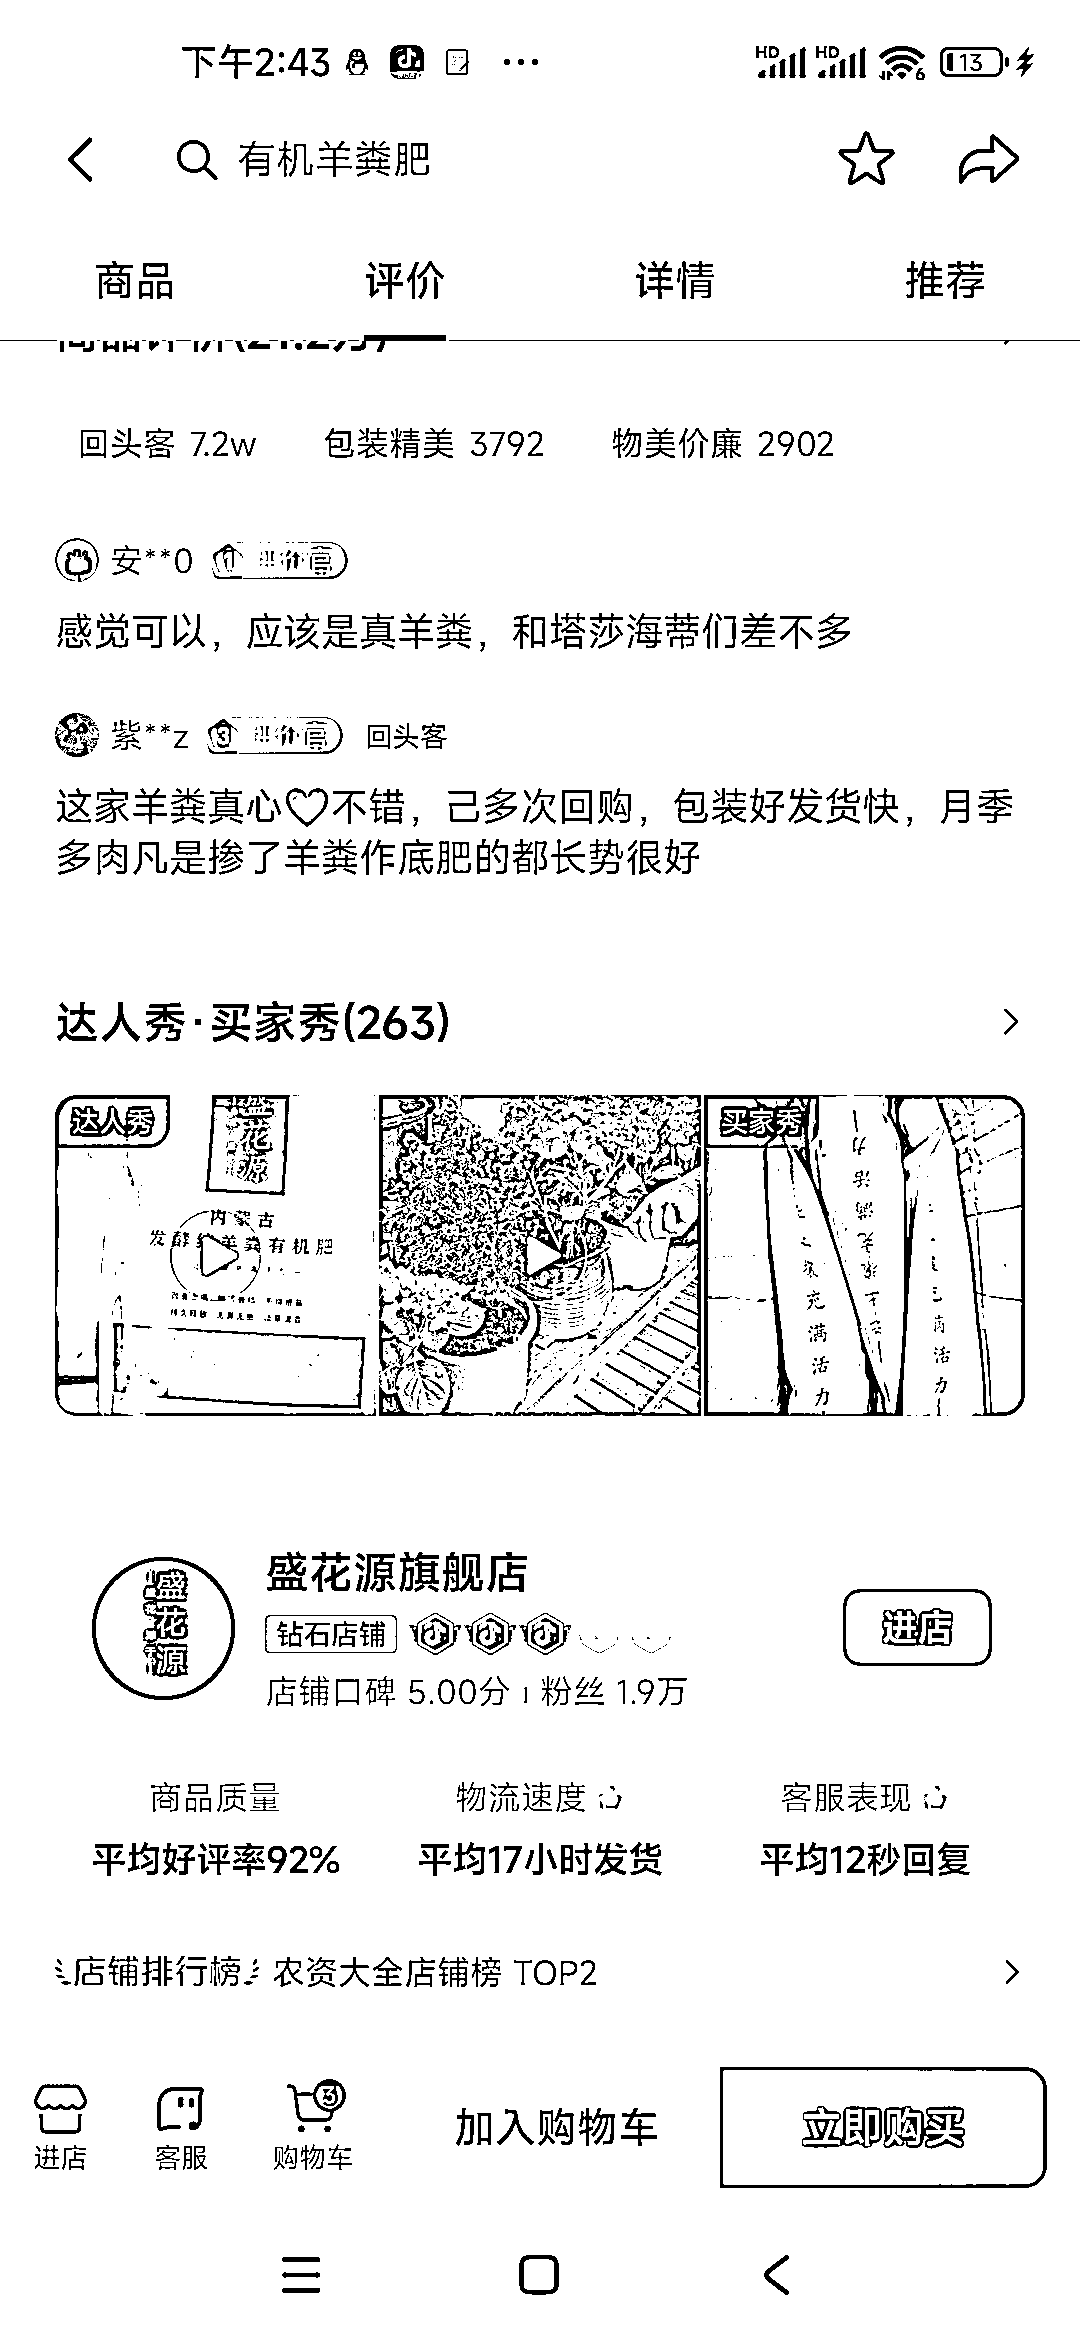 下午2:43
HD HD 6 13
有机羊粪肥
商品 评价 详情 推荐
回头客 7.2w 包装精美 3792 物美价廉 2902
安**0
感觉可以，应该是真羊粪，和塔莎海蒂们差不多
紫**z 3 回头客
这家羊粪真心♡不错，己多次回购，包装好发货快，月季
多肉凡是掺了羊粪作底肥的都长势很好
达人秀·买家秀(263)
达人秀 买家秀
盛花源
内蒙古
羊粪有机肥
充满活力
活力
盛花源旗舰店
盛花源
钻石店铺
进店
店铺口碑 5.00分 | 粉丝 1.9万
商品质量 物流速度 客服表现
平均好评率92% 平均17小时发货 平均12秒回复
店铺排行榜 农资大全店铺榜 TOP2
3
加入购物车 立即购买
进店 客服 购物车